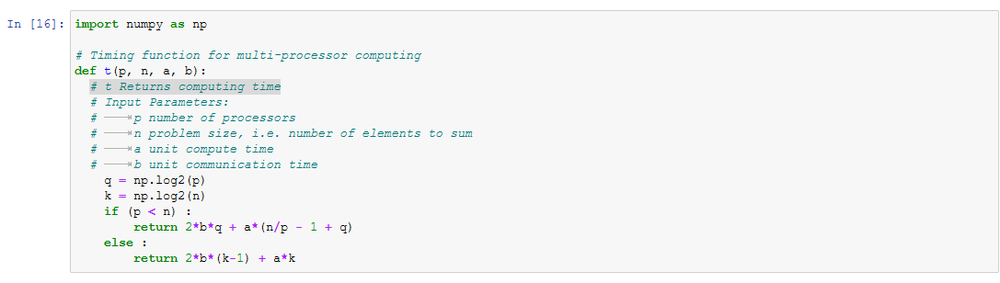 In [16]: import numpy as np
# Timing function for multi-processor computing
def t(p, n, a, b):
# t Returns computing time
# Input Parameters:
# p number of processors
# n problem size, i.e. number of elements to sum
# a unit compute time
# b unit communication time
q = np.log2(p)
k = np.log2(n)
if (p < n) :
return 2*b*q + a*(n/p - 1 + q)
else :
return 2*b*(k-1) + a*k